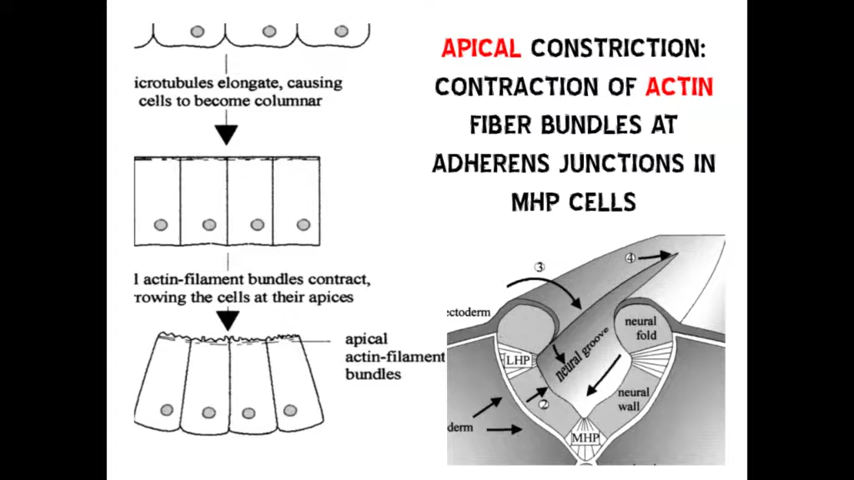 icrotubules elongate, causing
cells to become columnar
l actin-filament bundles contract,
rowing the cells at their apices
apical
actin-filament
bundles
APICAL CONSTRICTION:
CONTRACTION OF ACTIN
FIBER BUNDLES AT
ADHERENS JUNCTIONS IN
MHP CELLS
③
④
ectoderm
neural
fold
LHP
neural groove
②
neural
wall
derm
MHP